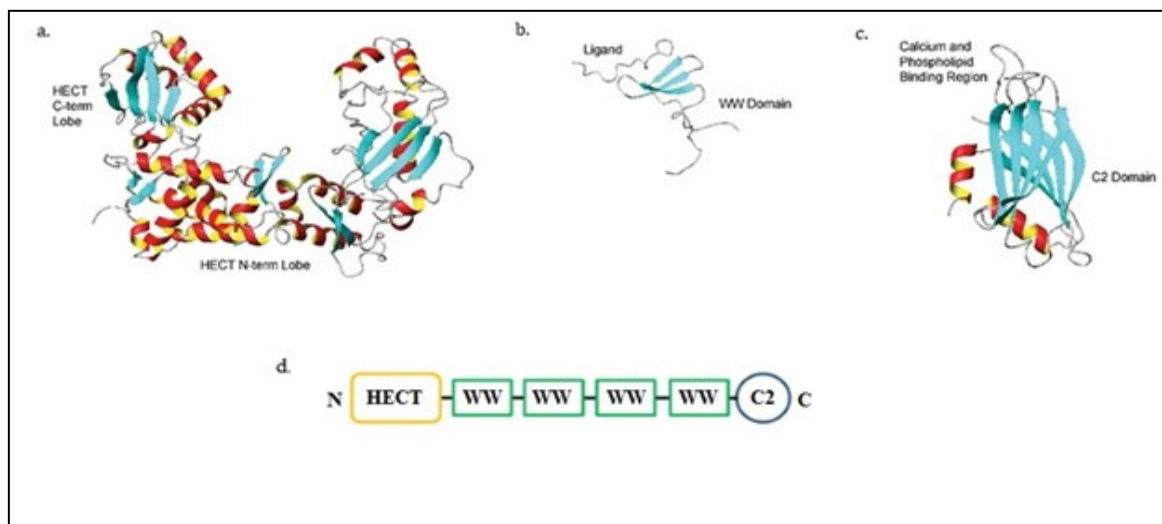 a.
HECT
C-term
Lobe
HECT N-term Lobe
b.
Ligand
WW Domain
c.
Calcium and
Phospholipid
Binding Region
C2 Domain
d.
N HECT WW WW WW WW C2 C